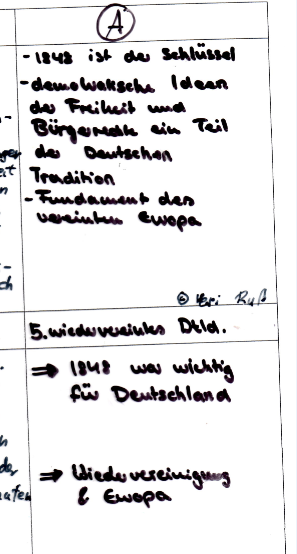 A
- 1848 ist der Schlüssel
- demokratische Ideen
der Freiheit und
Bürgerrechte ein Teil
der Deutschen
Tradition
- Fundament des
vereinten Europa
Ruß
5. wiedervereintes Dtld.
⇒ 1848 war wichtig
für Deutschland
⇒ Wiedervereinigung
& Europa